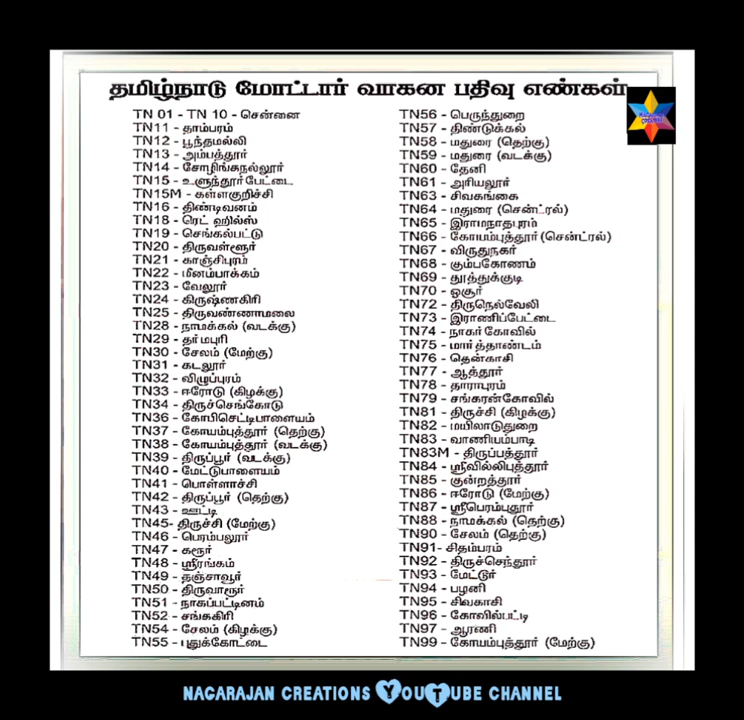 தமிழ்நாடு மோட்டார் வாகன பதிவு எண்கள்
TN 01 - TN 10 - சென்னை
TN11 - தாம்பரம்
TN12 - பூந்தமல்லி
TN13 - அம்பத்தூர்
TN14 - சோழிங்கநல்லூர்
TN15 - உளுந்தூர்பேட்டை
TN15M - கள்ளகுறிச்சி
TN16 - திண்டிவனம்
TN18 - ரெட் ஹில்ஸ்
TN19 - செங்கல்பட்டு
TN20 - திருவள்ளூர்
TN21 - காஞ்சிபுரம்
TN22 - மீனம்பாக்கம்
TN23 - வேலூர்
TN24 - கிருஷ்ணகிரி
TN25 - திருவண்ணாமலை
TN28 - நாமக்கல் (வடக்கு)
TN29 - தர்மபுரி
TN30 - சேலம் (மேற்கு)
TN31 - கடலூர்
TN32 - விழுப்புரம்
TN33 - ஈரோடு (கிழக்கு)
TN34 - திருச்செங்கோடு
TN36 - கோபிசெட்டிபாளையம்
TN37 - கோயம்புத்தூர் (தெற்கு)
TN38 - கோயம்புத்தூர் (வடக்கு)
TN39 - திருப்பூர் (வடக்கு)
TN40 - மேட்டுபாளையம்
TN41 - பொள்ளாச்சி
TN42 - திருப்பூர் (தெற்கு)
TN43 - ஊட்டி
TN45- திருச்சி (மேற்கு)
TN46 - பெரம்பலூர்
TN47 - கரூர்
TN48 - ஸ்ரீரங்கம்
TN49 - தஞ்சாவூர்
TN50 - திருவாரூர்
TN51 - நாகப்பட்டினம்
TN52 - சங்ககிரி
TN54 - சேலம் (கிழக்கு)
TN55 - புதுக்கோட்டை
TN56 - பெருந்துறை
TN57 - திண்டுக்கல்
TN58 - மதுரை (தெற்கு)
TN59 - மதுரை (வடக்கு)
TN60 - தேனி
TN61 - அரியலூர்
TN63 - சிவகங்கை
TN64 - மதுரை (சென்ட்ரல்)
TN65 - இராமநாதபுரம்
TN66 - கோயம்புத்தூர் (சென்ட்ரல்)
TN67 - விருதுநகர்
TN68 - கும்பகோணம்
TN69 - தூத்துக்குடி
TN70 - ஓசூர்
TN72 - திருநெல்வேலி
TN73 - இராணிப்பேட்டை
TN74 - நாகர்கோவில்
TN75 - மார்த்தாண்டம்
TN76 - தென்காசி
TN77 - ஆத்தூர்
TN78 - தாராபுரம்
TN79 - சங்கரன்கோவில்
TN81 - திருச்சி (கிழக்கு)
TN82 - மயிலாடுதுறை
TN83 - வாணியம்பாடி
TN83M - திருப்பத்தூர்
TN84 - ஸ்ரீவில்லிபுத்தூர்
TN85 - குன்றத்தூர்
TN86 - ஈரோடு (மேற்கு)
TN87 - ஸ்ரீபெரம்புதூர்
TN88 - நாமக்கல் (தெற்கு)
TN90 - சேலம் (தெற்கு)
TN91- சிதம்பரம்
TN92 - திருச்செந்தூர்
TN93 - மேட்டூர்
TN94 - பழனி
TN95 - சிவகாசி
TN96 - கோவில்பட்டி
TN97 - ஆரணி
TN99 - கோயம்புத்தூர் (மேற்கு)
NAGARAJAN CREATIONS YOUTUBE CHANNEL